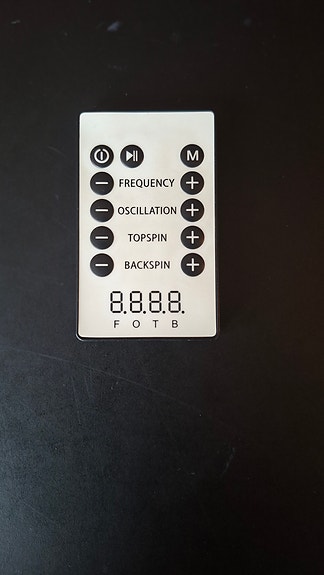 M
− FREQUENCY +
− OSCILLATION +
− TOPSPIN +
− BACKSPIN +
8.8.8.8.
F O T B